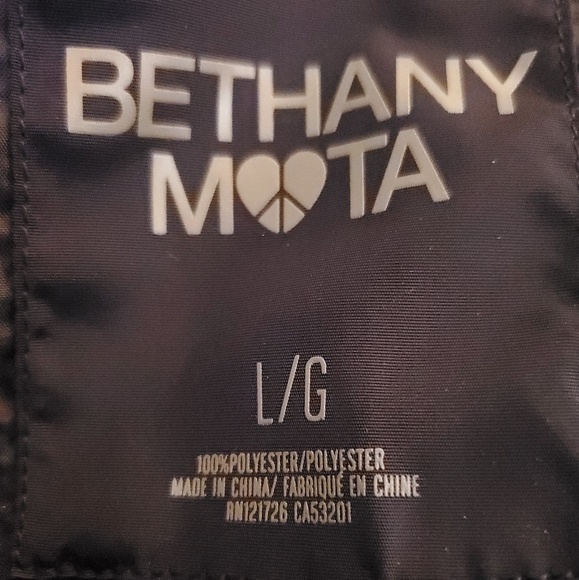 BETHANY
MOTA
L/G
100%POLYESTER/POLYESTER
MADE IN CHINA/ FABRIQUÉ EN CHINE
RN121726 CA53201